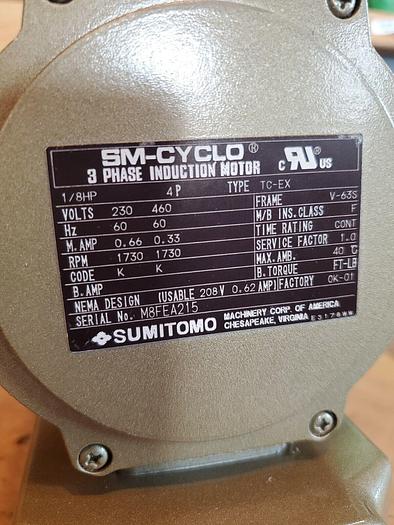 SM-CYCLO®
3 PHASE INDUCTION MOTOR C RU US
1/8HP 4P TYPE TC-EX
VOLTS 230 460 FRAME V-63S
Hz 60 60 M/B INS.CLASS F
M.AMP 0.66 0.33 TIME RATING CONT
RPM 1730 1730 SERVICE FACTOR 1.0
CODE K K MAX.AMB. 40 °C
B.AMP B.TORQUE FT-LB
NEMA DESIGN (USABLE 208V 0.62 AMP) FACTORY OK-01
SERIAL No. M8FEA215
SUMITOMO MACHINERY CORP. OF AMERICA
CHESAPEAKE, VIRGINIA E3178WW